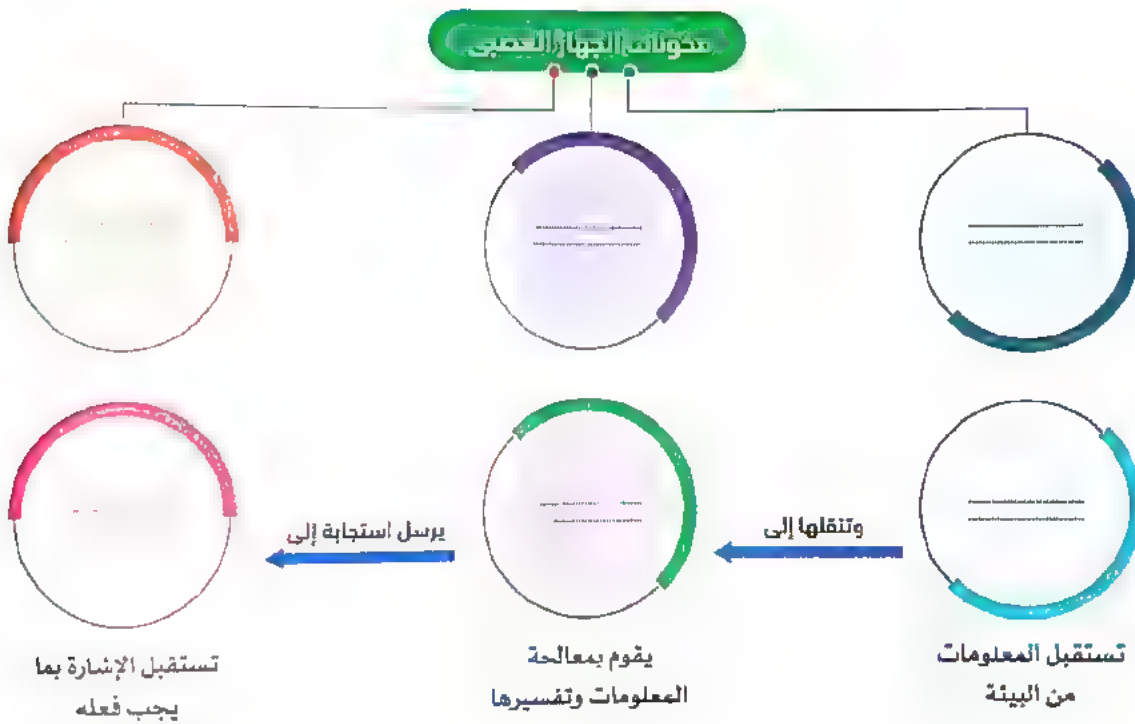 مكونات الجهاز العصبى
وتنقلها إلى
يرسل استجابة إلى
تستقبل المعلومات
من البيئة
يقوم بمعالجة
المعلومات وتفسيرها
تستقبل الإشارة بما
يجب فعله